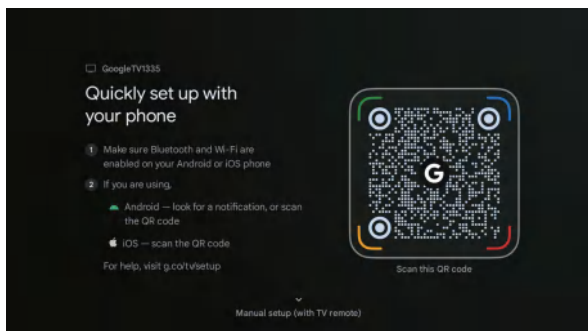 GoogleTV1335
Quickly set up with
your phone
1 Make sure Bluetooth and Wi-Fi are
enabled on your Android or iOS phone
2 If you are using,
Android — look for a notification, or scan
the QR code
iOS — scan the QR code
For help, visit g.co/tv/setup
G
Scan this QR code
Manual setup (with TV remote)